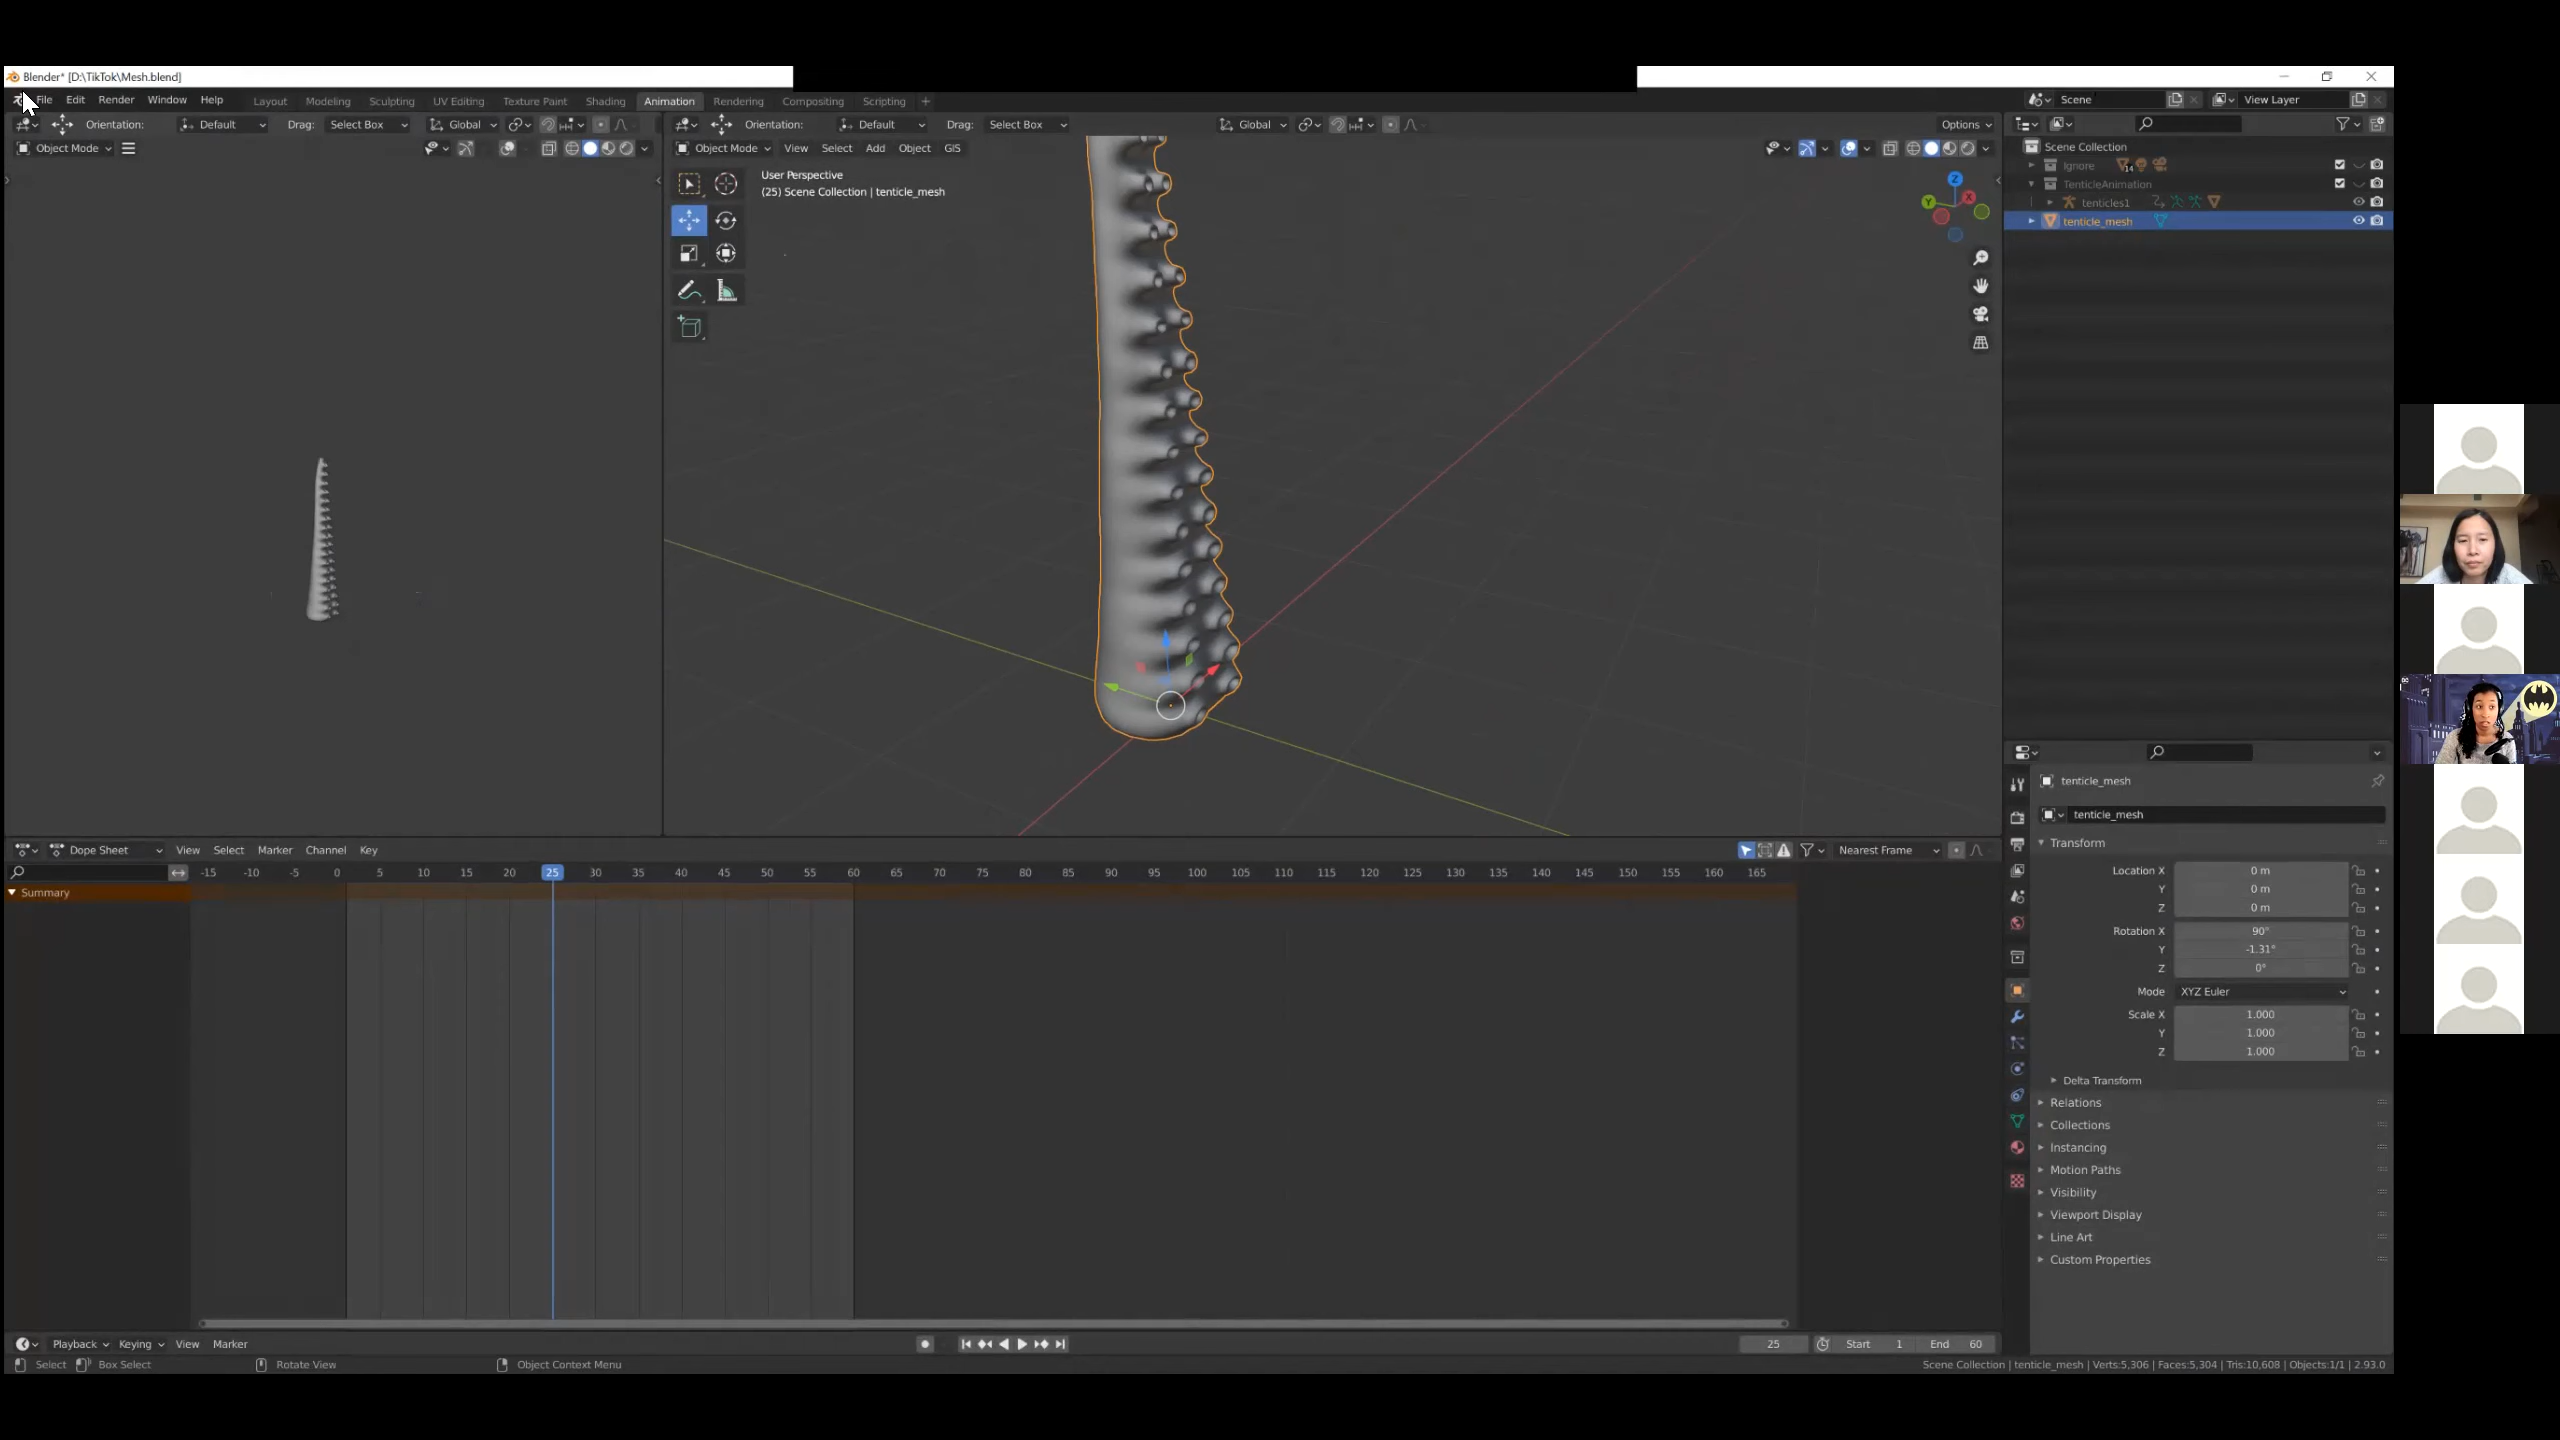 Blender* [D:\TikTok\Mesh.blend]
File Edit Render Window Help Layout Modeling Sculpting UV Editing Texture Paint Shading Animation Rendering Compositing Scripting + Scene View Layer
Orientation: Default Drag: Select Box Global
Object Mode
Orientation: Default Drag: Select Box Global Options
Object Mode View Select Add Object GIS
User Perspective
(25) Scene Collection | tenticle_mesh
Z
X
Y
Scene Collection
Ignore 14
TenticleAnimation
tenticles1
tenticle_mesh
tenticle_mesh
tenticle_mesh
Transform
Location X 0 m
Y 0 m
Z 0 m
Rotation X 90°
Y -1.31°
Z 0°
Mode XYZ Euler
Scale X 1.000
Y 1.000
Z 1.000
Delta Transform
Relations
Collections
Instancing
Motion Paths
Visibility
Viewport Display
Line Art
Custom Properties
Dope Sheet View Select Marker Channel Key Nearest Frame
-15 -10 -5 0 5 10 15 20 25 30 35 40 45 50 55 60 65 70 75 80 85 90 95 100 105 110 115 120 125 130 135 140 145 150 155 160 165
Summary
Playback Keying View Marker 25 Start 1 End 60
Select Box Select Rotate View Object Context Menu Scene Collection | tenticle_mesh | Verts:5,306 | Faces:5,304 | Tris:10,608 | Objects:1/1 | 2.93.0